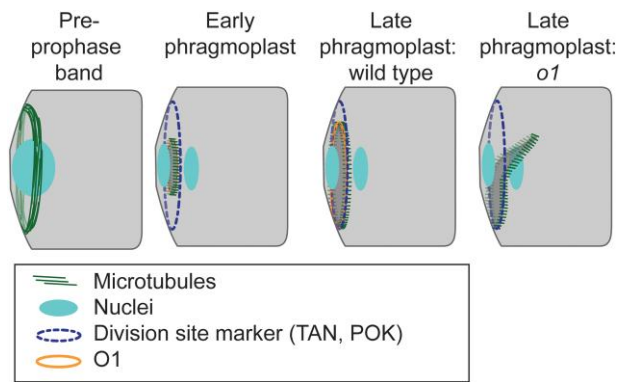 Pre-
prophase
band
Early
phragmoplast
Late
phragmoplast:
wild type
Late
phragmoplast:
o1
Microtubules
Nuclei
Division site marker (TAN, POK)
O1